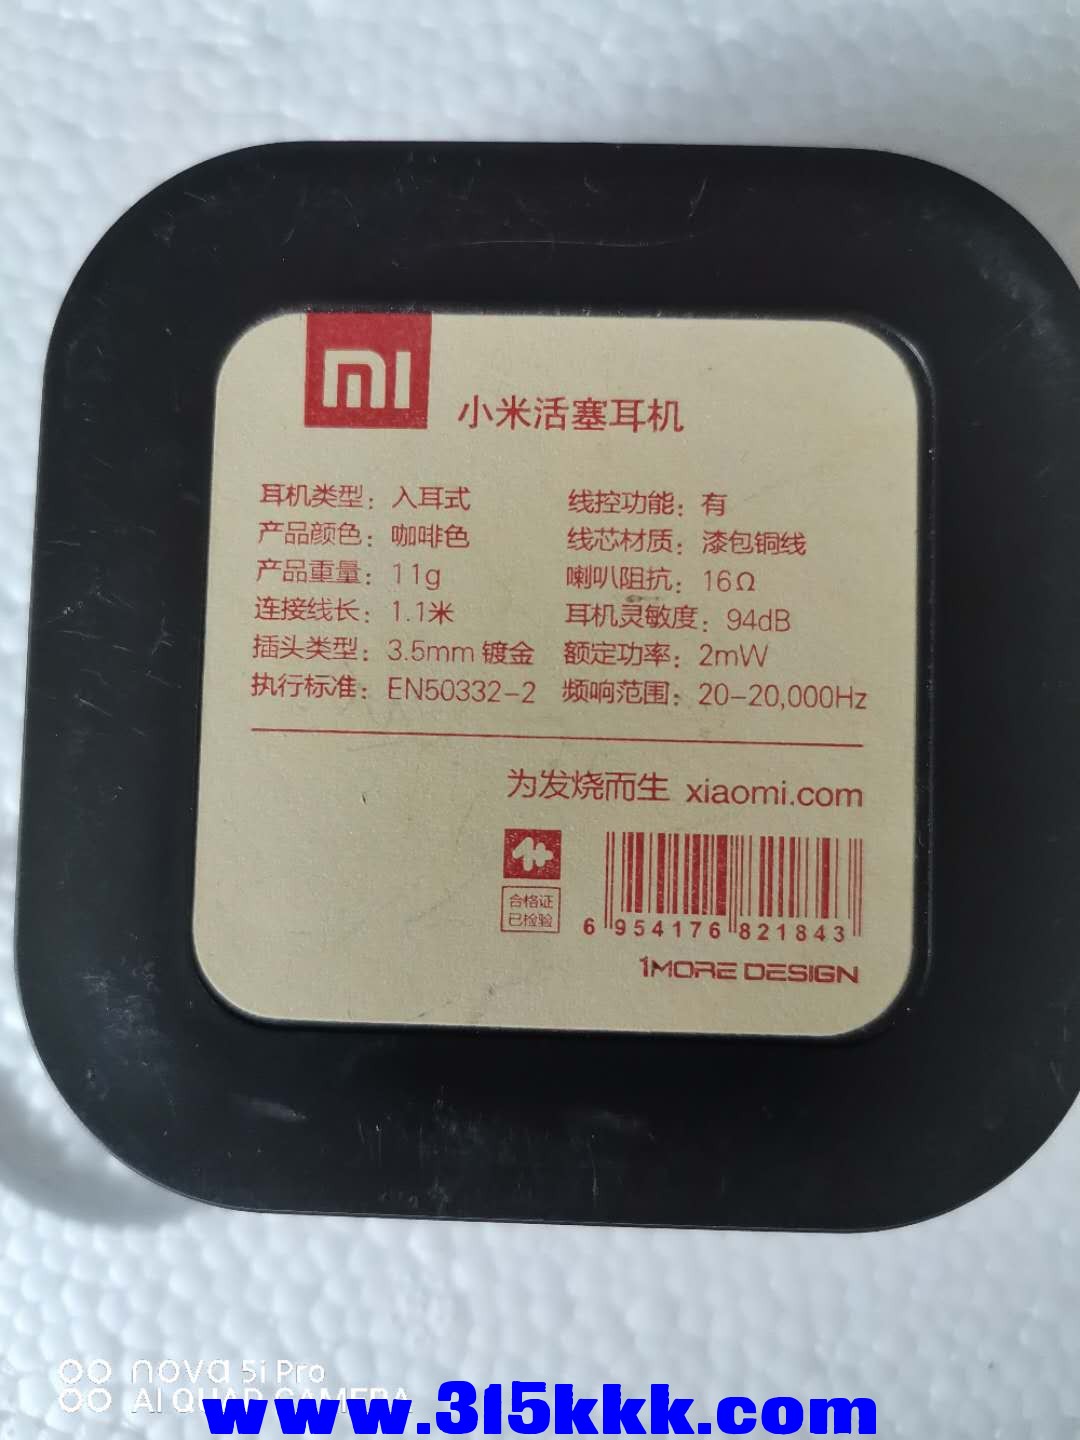 mi
小米活塞耳机
耳机类型：入耳式
产品颜色：咖啡色
产品重量：11g
连接线长：1.1米
插头类型：3.5mm 镀金
执行标准：EN50332-2
线控功能：有
线芯材质：漆包铜线
喇叭阻抗：16Ω
耳机灵敏度：94dB
额定功率：2mW
频响范围：20-20,000Hz
为发烧而生 xiaomi.com
合格证
已检验
6 954176 821843
1MORE DESIGN
nova 5i Pro
AI QUAD CAMERA
www.315kkk.com